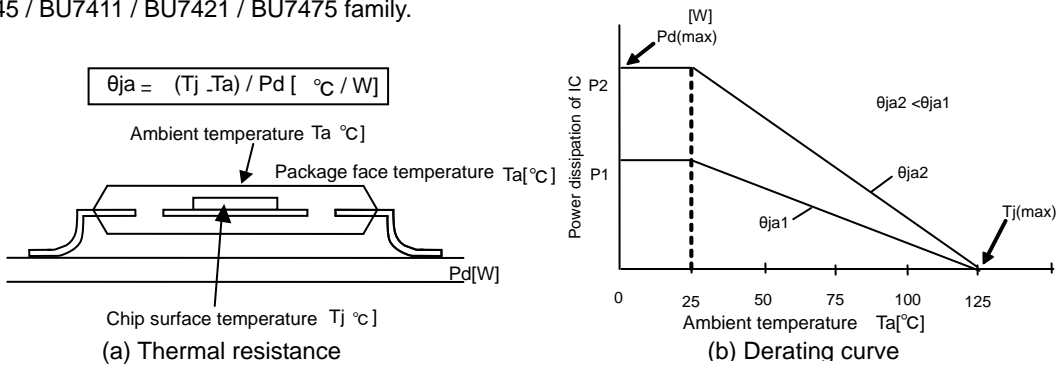 45 / BU7411 / BU7421 / BU7475 family.
θja = (Tj -Ta) / Pd [ °C / W]
Ambient temperature Ta °C]
Package face temperature Ta[°C]
Pd[W]
Chip surface temperature Tj °C]
(a) Thermal resistance
[W]
Pd(max)
P2
θja2 <θja1
Power dissipation of IC
P1
θja2
Tj(max)
θja1
0 25 50 75 100 125
Ambient temperature Ta[°C]
(b) Derating curve